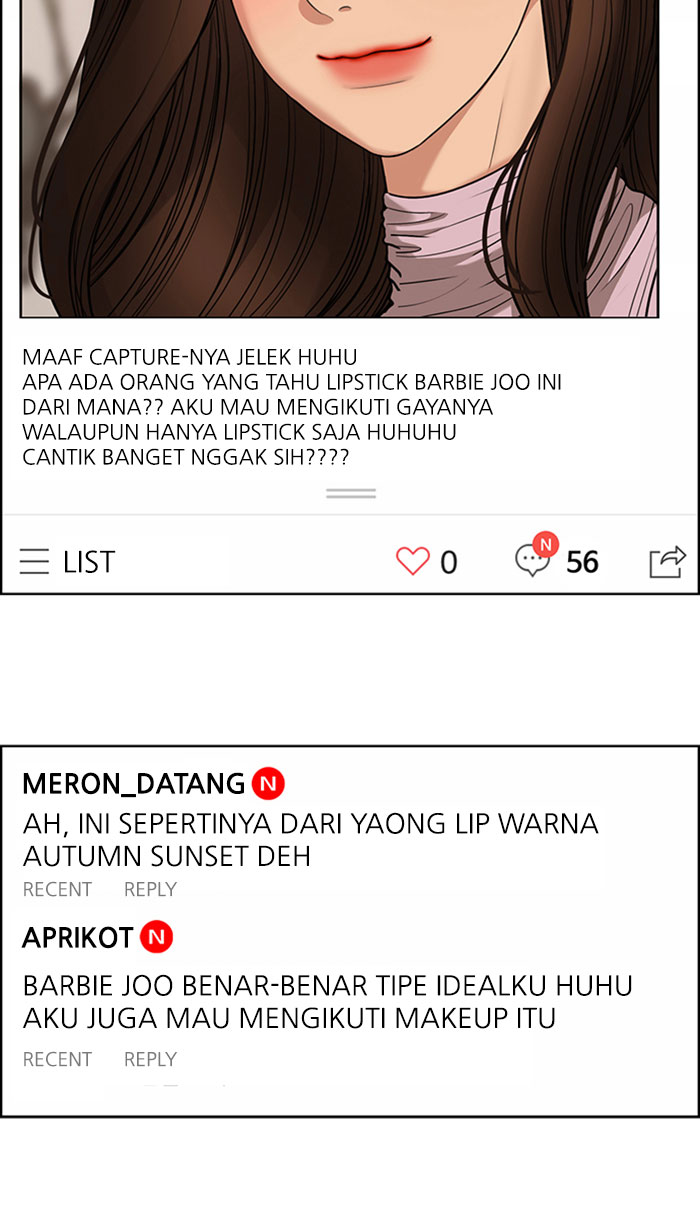 MAAF CAPTURE-NYA JELEK HUHU
APA ADA ORANG YANG TAHU LIPSTICK BARBIE JOO INI
DARI MANA?? AKU MAU MENGIKUTI GAYANYA
WALAUPUN HANYA LIPSTICK SAJA HUHUHU
CANTIK BANGET NGGAK SIH????
LIST 0 N 56
MERON_DATANG N
AH, INI SEPERTINYA DARI YAONG LIP WARNA
AUTUMN SUNSET DEH
RECENT REPLY
APRIKOT N
BARBIE JOO BENAR-BENAR TIPE IDEALKU HUHU
AKU JUGA MAU MENGIKUTI MAKEUP ITU
RECENT REPLY